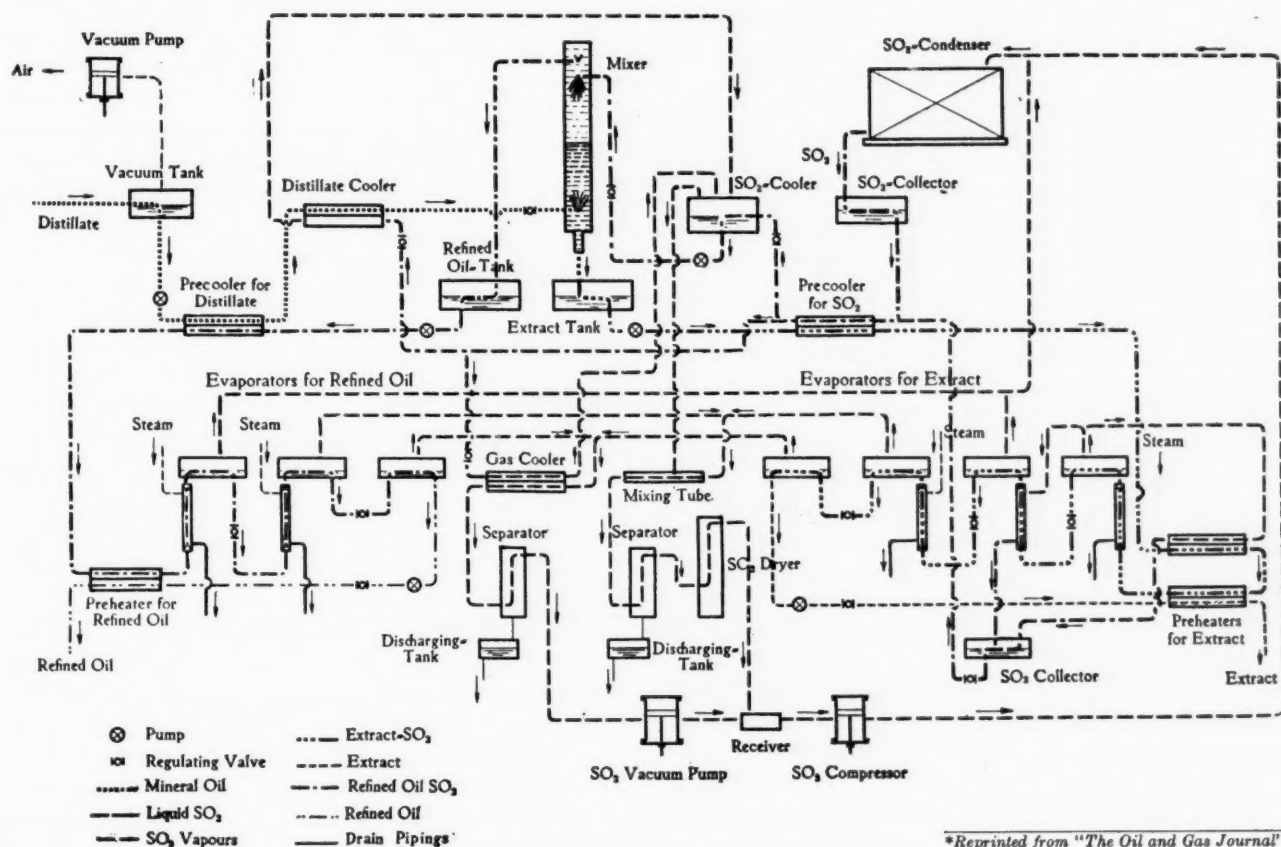 Vacuum Pump
Air
Vacuum Tank
Distillate
Distillate Cooler
Precooler for
Distillate
Mixer
Refined
Oil-Tank
Extract Tank
SO₂-Cooler
SO₂-Condenser
SO₂
SO₂-Collector
Precooler
for SO₂
Evaporators for Refined Oil
Evaporators for Extract
Steam
Steam
Steam
Steam
Gas Cooler
Mixing Tube
Separator
Separator
SO₂ Dryer
Preheater for
Refined Oil
Refined Oil
Discharging-
Tank
Discharging-
Tank
SO₂ Collector
Preheaters
for Extract
Extract
SO₂ Vacuum Pump
Receiver
SO₂ Compressor
Pump
Regulating Valve
Mineral Oil
Liquid SO₂
SO₂ Vapours
Extract-SO₂
Extract
Refined Oil SO₂
Refined Oil
Drain Pipings
*Reprinted from "The Oil and Gas Journal"